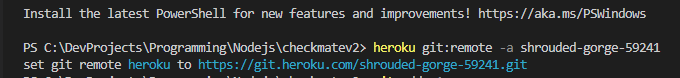 Install the latest PowerShell for new features and improvements! https://aka.ms/PSWindows
PS C:\DevProjects\Programming\Nodejs\checkmatev2> heroku git:remote -a shrouded-gorge-59241
set git remote heroku to https://git.heroku.com/shrouded-gorge-59241.git